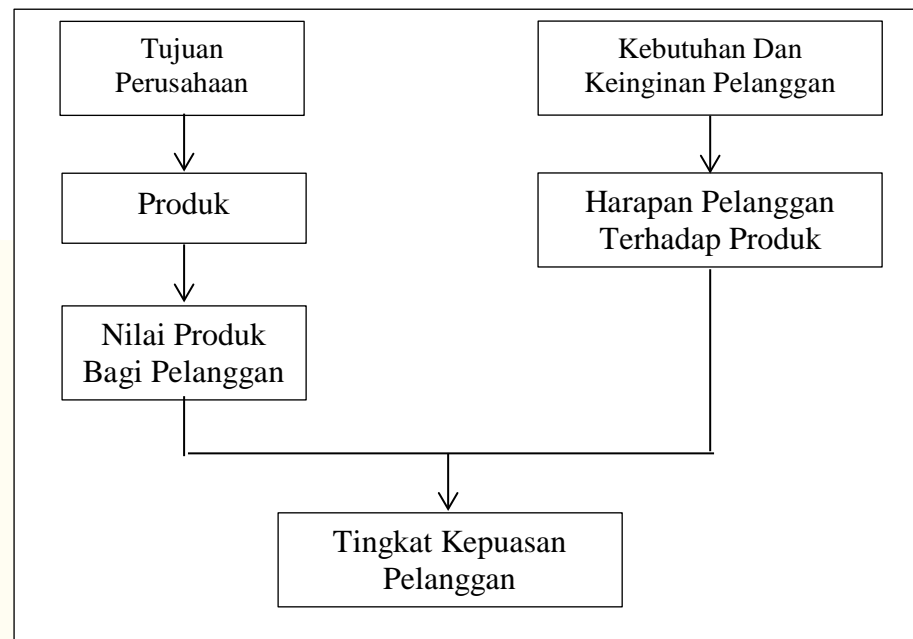 Tujuan
Perusahaan
Kebutuhan Dan
Keinginan Pelanggan
Produk
Harapan Pelanggan
Terhadap Produk
Nilai Produk
Bagi Pelanggan
Tingkat Kepuasan
Pelanggan